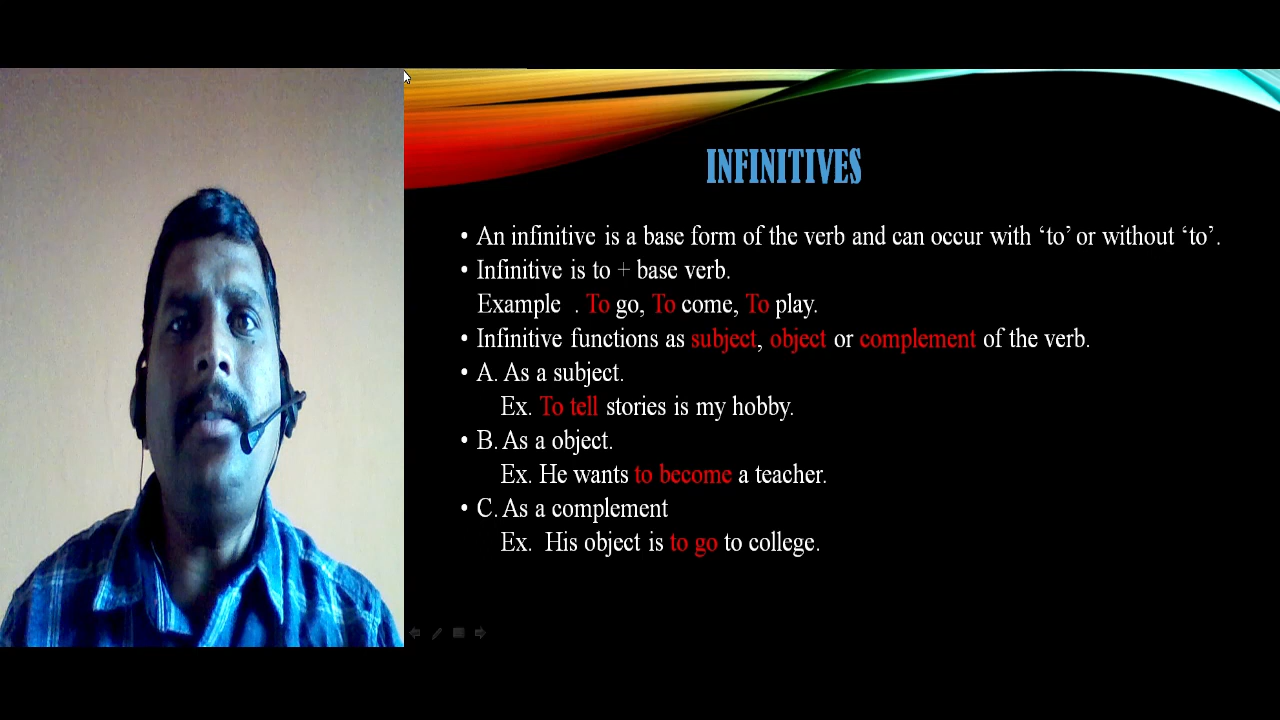 INFINITIVES
• An infinitive is a base form of the verb and can occur with ‘to’ or without ‘to’.
• Infinitive is to + base verb.
Example . To go, To come, To play.
• Infinitive functions as subject, object or complement of the verb.
• A. As a subject.
Ex. To tell stories is my hobby.
• B. As a object.
Ex. He wants to become a teacher.
• C. As a complement
Ex. His object is to go to college.